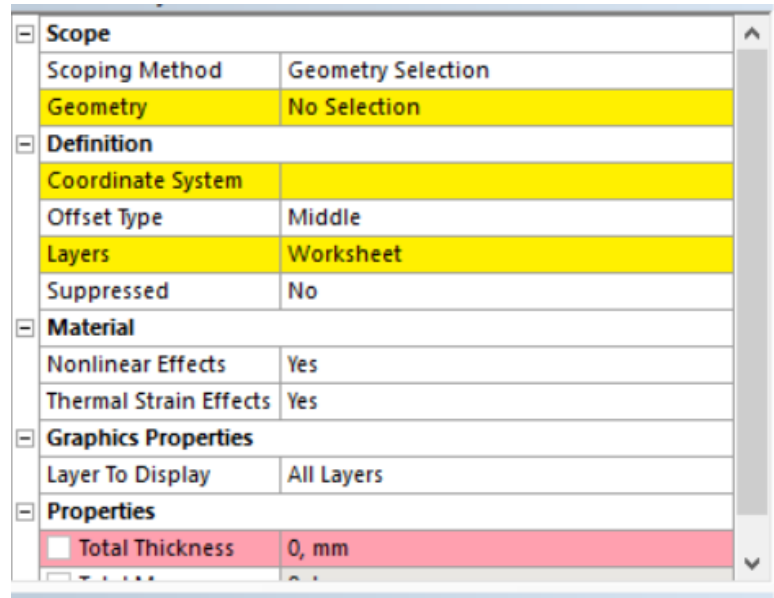 Scope
Scoping Method Geometry Selection
Geometry No Selection
Definition
Coordinate System
Offset Type Middle
Layers Worksheet
Suppressed No
Material
Nonlinear Effects Yes
Thermal Strain Effects Yes
Graphics Properties
Layer To Display All Layers
Properties
Total Thickness 0, mm